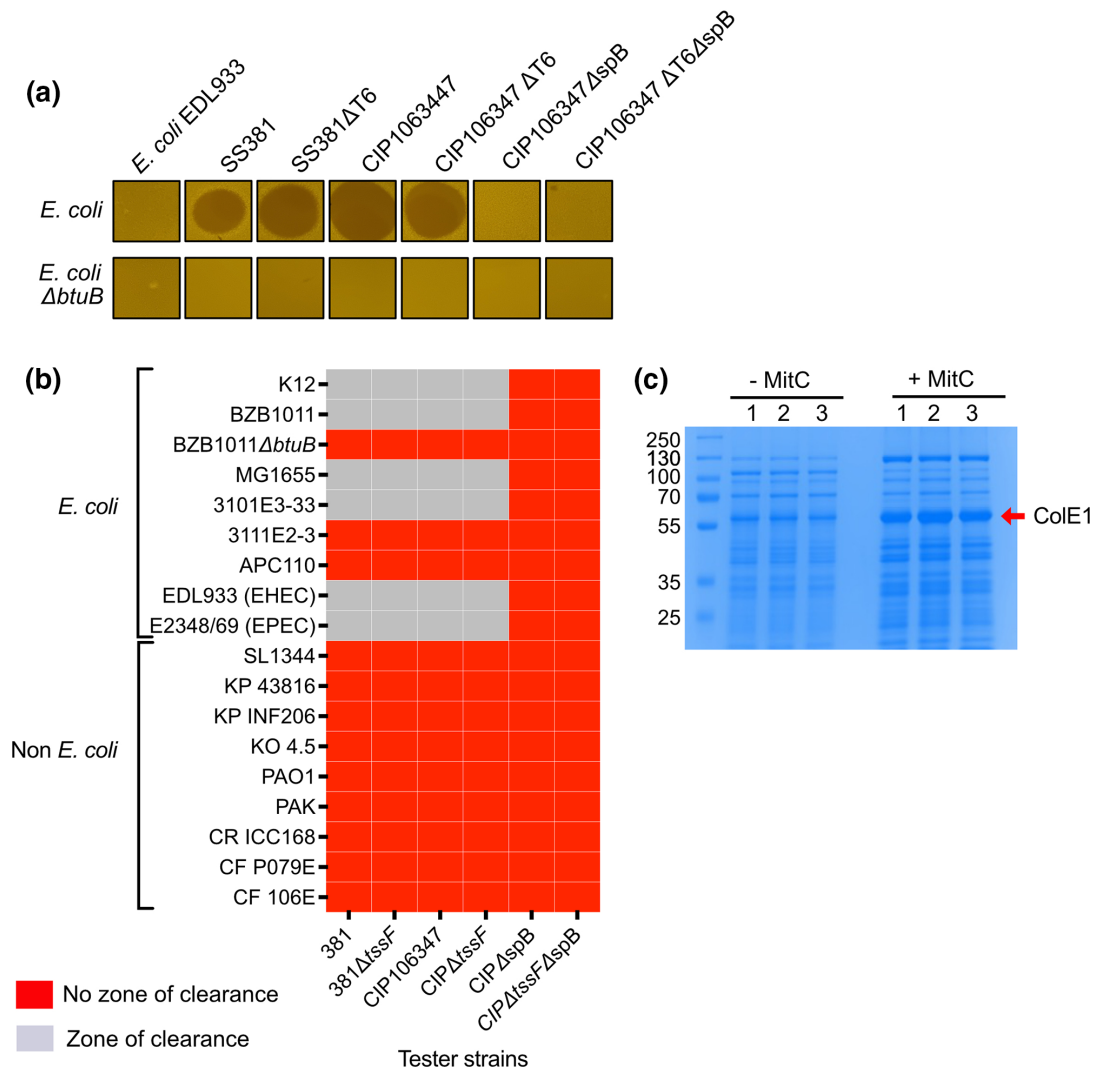 (a)
E. coli EDL933
SS381
SS381ΔT6
CIP1063447
CIP106347 ΔT6
CIP106347ΔspB
CIP106347 ΔT6ΔspB
E. coli
E. coli
ΔbtuB
(b)
E. coli
K12
BZB1011
BZB1011ΔbtuB
MG1655
3101E3-33
3111E2-3
APC110
EDL933 (EHEC)
E2348/69 (EPEC)
Non E. coli
SL1344
KP 43816
KP INF206
KO 4.5
PAO1
PAK
CR ICC168
CF P079E
CF 106E
381
381ΔtssF
CIP106347
CIPΔtssF
CIPΔspB
CIPΔtssFΔspB
Tester strains
No zone of clearance
Zone of clearance
(c)
- MitC
+ MitC
1 2 3
1 2 3
250
130
100
70
55
35
25
ColE1